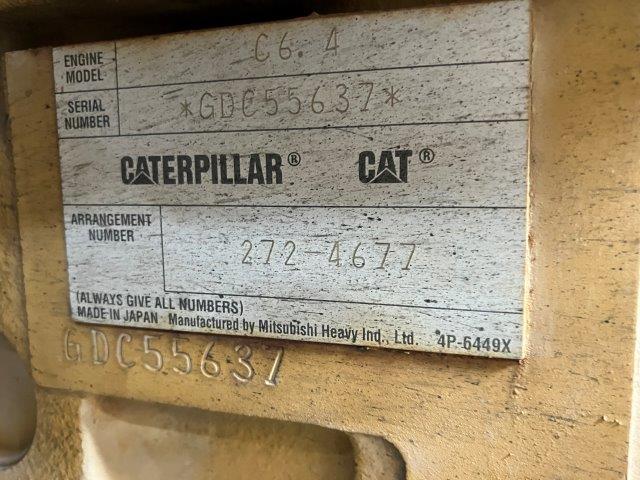 ENGINE MODEL C6.4
SERIAL NUMBER *GDC55637*
CATERPILLAR® CAT®
ARRANGEMENT NUMBER 272-4677
(ALWAYS GIVE ALL NUMBERS)
MADE IN JAPAN Manufactured by Mitsubishi Heavy Ind., Ltd. 4P-6449X
GDC55637